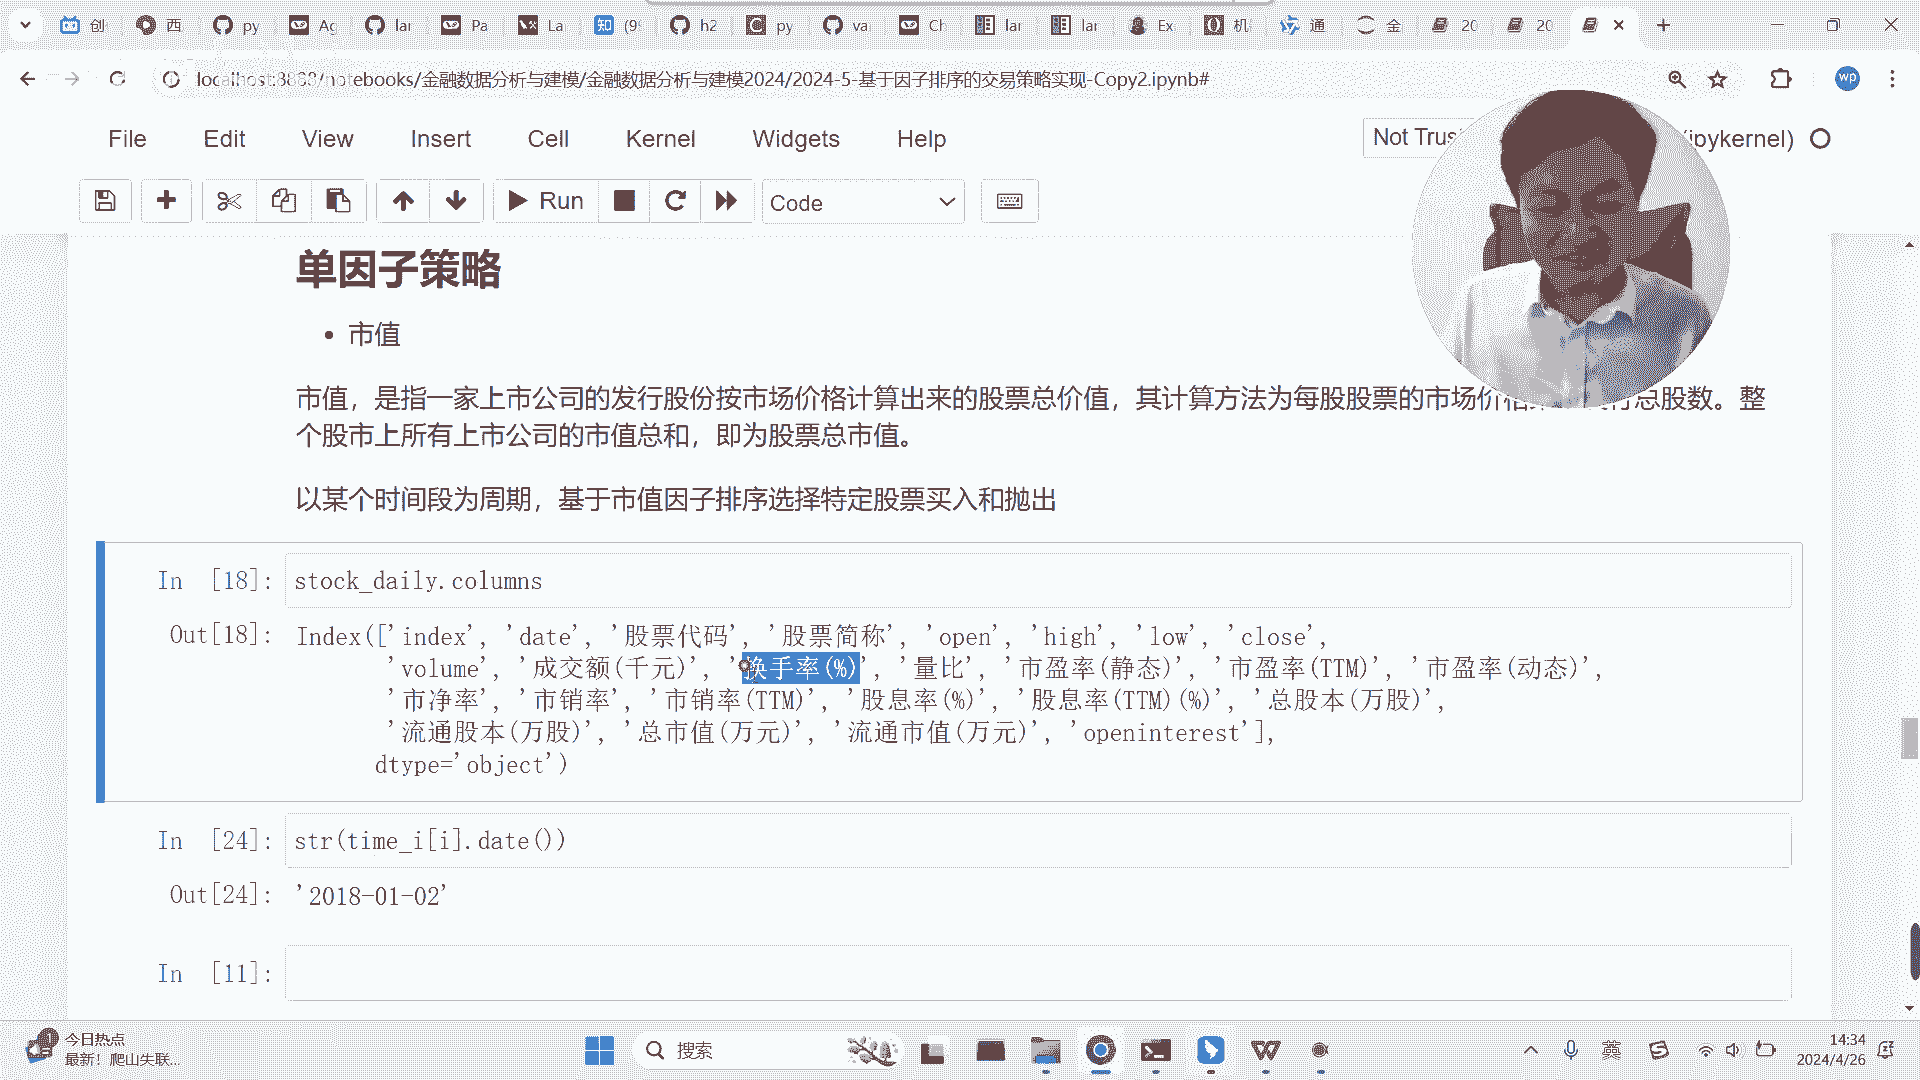 创
西
py
Ag
lar
Pa
La
知
(9
h2
py
va
Ch
lar
lar
Ex
机
通
金
20
20
localhost:8888/notebooks/金融数据分析与建模/金融数据分析与建模2024/2024-5-基于因子排序的交易策略实现-Copy2.ipynb#
wp
File Edit View Insert Cell Kernel Widgets Help
Not Trus
(ipykernel)
Run
Code
单因子策略
• 市值
市值，是指一家上市公司的发行股份按市场价格计算出来的股票总价值，其计算方法为每股股票的市场价格 总股数。整
个股市上所有上市公司的市值总和，即为股票总市值。
以某个时间段为周期，基于市值因子排序选择特定股票买入和抛出
In [18]: stock_daily.columns
Out[18]: Index(['index', 'date', '股票代码', '股票简称', 'open', 'high', 'low', 'close',
'volume', '成交额(千元)', '换手率(%)', '量比', '市盈率(静态)', '市盈率(TTM)', '市盈率(动态)',
'市净率', '市销率', '市销率(TTM)', '股息率(%)', '股息率(TTM)(%)', '总股本(万股)',
'流通股本(万股)', '总市值(万元)', '流通市值(万元)', 'openinterest'],
dtype='object')
In [24]: str(time_i[i].date())
Out[24]: '2018-01-02'
In [11]:
今日热点
最新！爬山失联...
搜索
英
14:34
2024/4/26